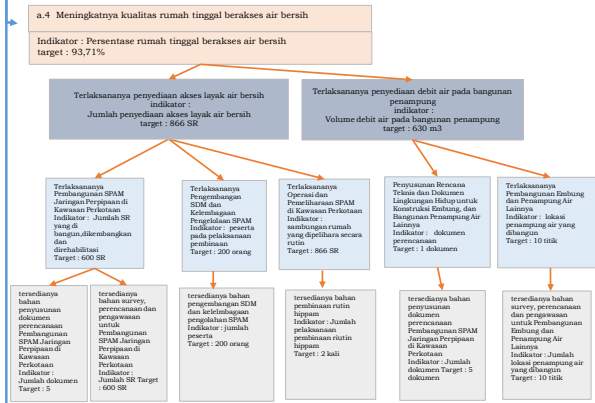 a.4 Meningkatnya kualitas rumah tinggal berakses air bersih
Indikator : Persentase rumah tinggal berakses air bersih
target : 93,71%
Terlaksananya penyediaan akses layak air bersih
indikator :
Jumlah penyediaan akses layak air bersih
target : 866 SR
Terlaksananya penyediaan debit air pada bangunan
penampung
indikator :
Volume debit air pada bangunan penampung
target : 630 m3
Terlaksananya
Pembangunan SPAM
Jaringan Perpipaan di
Kawasan Perkotaan
Indikator : Jumlah SR
yang di
bangun,dikembangkan
dan
direhabilitasi
Target : 600 SR
Terlaksananya
Pengembangan
SDM dan
Kelembagaan
Pengelolaan SPAM
Indikator : peserta
pada pelaksanaan
pembinaan
Target : 200 orang
Terlaksananya
Operasi dan
Pemeliharaan SPAM
di Kawasan Perkotaan
Indikator :
sambungan rumah
yang dipelihara secara
rutin
Target : 866 SR
Penyusunan Rencana
Teknis dan Dokumen
Lingkungan Hidup untuk
Konstruksi Embung, dan
Bangunan Penampung Air
Lainnya
Indikator : dokumen
perencanaan
Target : 1 dokumen
Terlaksananya
Pembangunan Embung
dan Penampung Air
Lainnya
Indikator : lokasi
penampung air yang
dibangun
Target : 10 titik
tersedianya
bahan
penyusunan
dokumen
perencanaan
Pembangunan
SPAM Jaringan
Perpipaan di
Kawasan
Perkotaan
Indikator :
Jumlah dokumen
Target : 5
tersedianya
bahan survey,
perencanaan dan
pengawasan
untuk
Pembangunan
SPAM Jaringan
Perpipaan di
Kawasan
Perkotaan
Indikator :
Jumlah SR Target
: 600 SR
tersedianya bahan
pengembangan SDM
dan kelelmbagaan
pengolahan SPAM
Indikator : jumlah
peserta
Target : 200 orang
tersedianya bahan
pembinaan rutin
hippam
Indikator : Jumlah
pelaksanaan
pembinaan riutin
hippam
Target : 2 kali
tersedianya bahan
penyusunan
dokumen
perencanaan
Pembangunan SPAM
Jaringan Perpipaan
di Kawasan
Perkotaan
Indikator : Jumlah
dokumen Target : 5
dokumen
tersedianya bahan
survey, perencanaan
dan pengawasan
untuk Pembangunan
Embung dan
Penampung Air
Lainnya
Indikator : Jumlah
lokasi penampung air
yang dibangun
Target : 10 titik